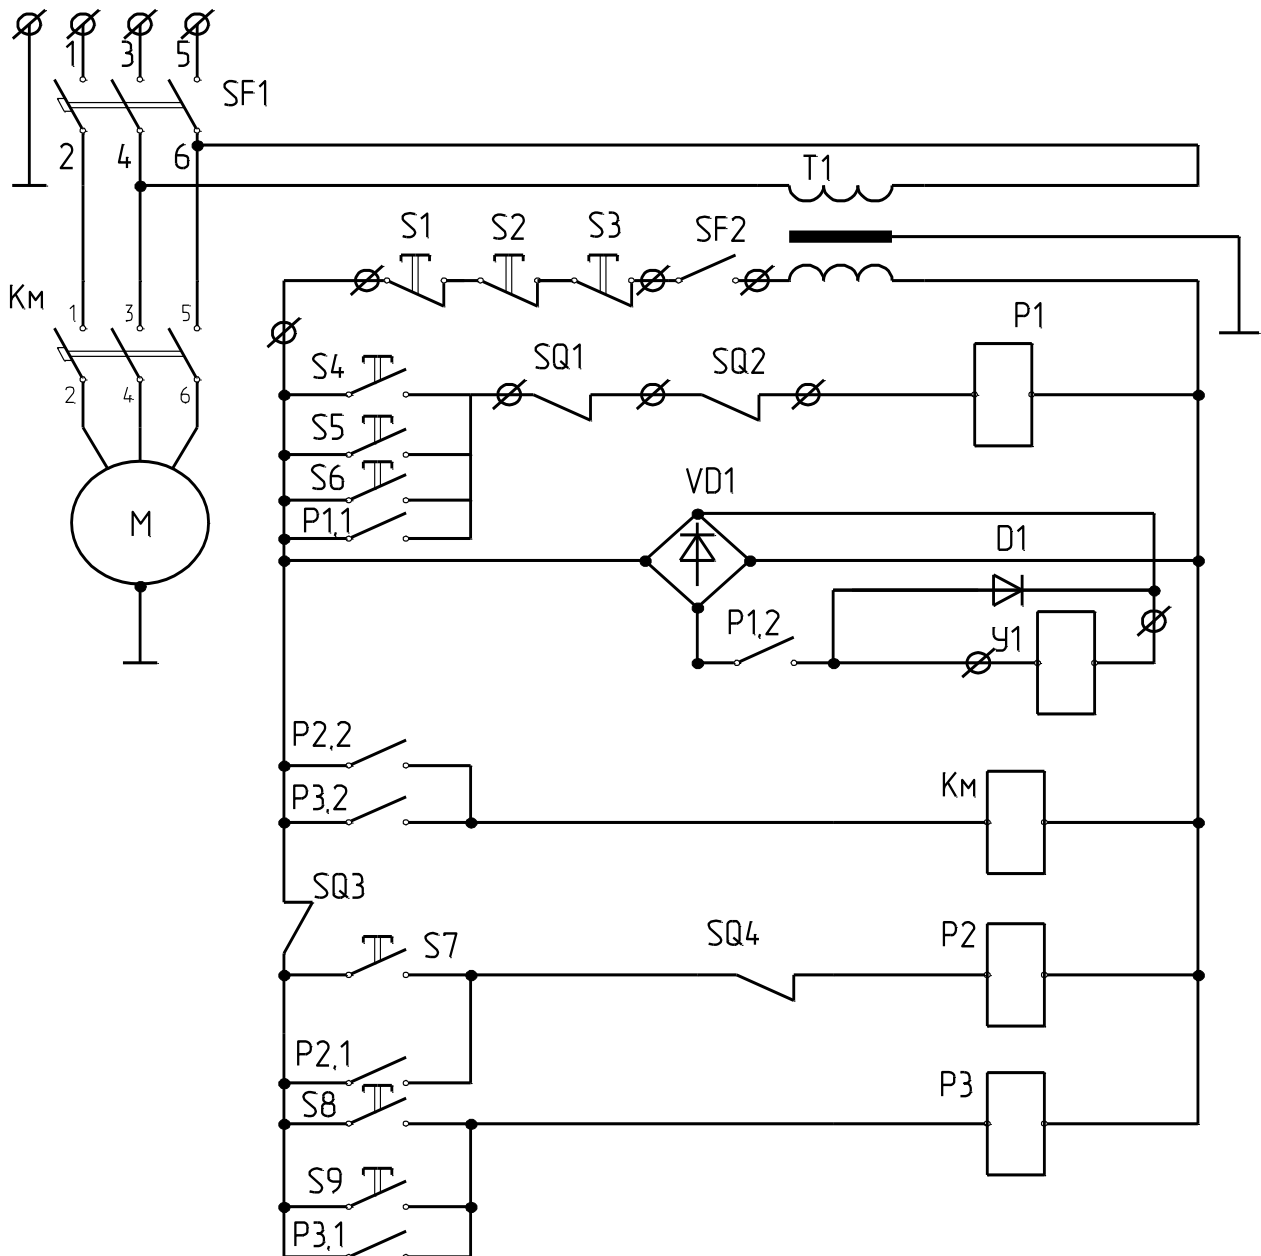 1 3 5
SF1
2 4 6
T1
S1 S2 S3 SF2
Км
1 3 5
P1
S4 SQ1 SQ2
2 4 6
S5
S6
VD1
P1,1
M
D1
P1,2
У1
P2,2
Км
P3,2
SQ3
S7 SQ4 P2
P2,1
P3
S8
S9
P3,1